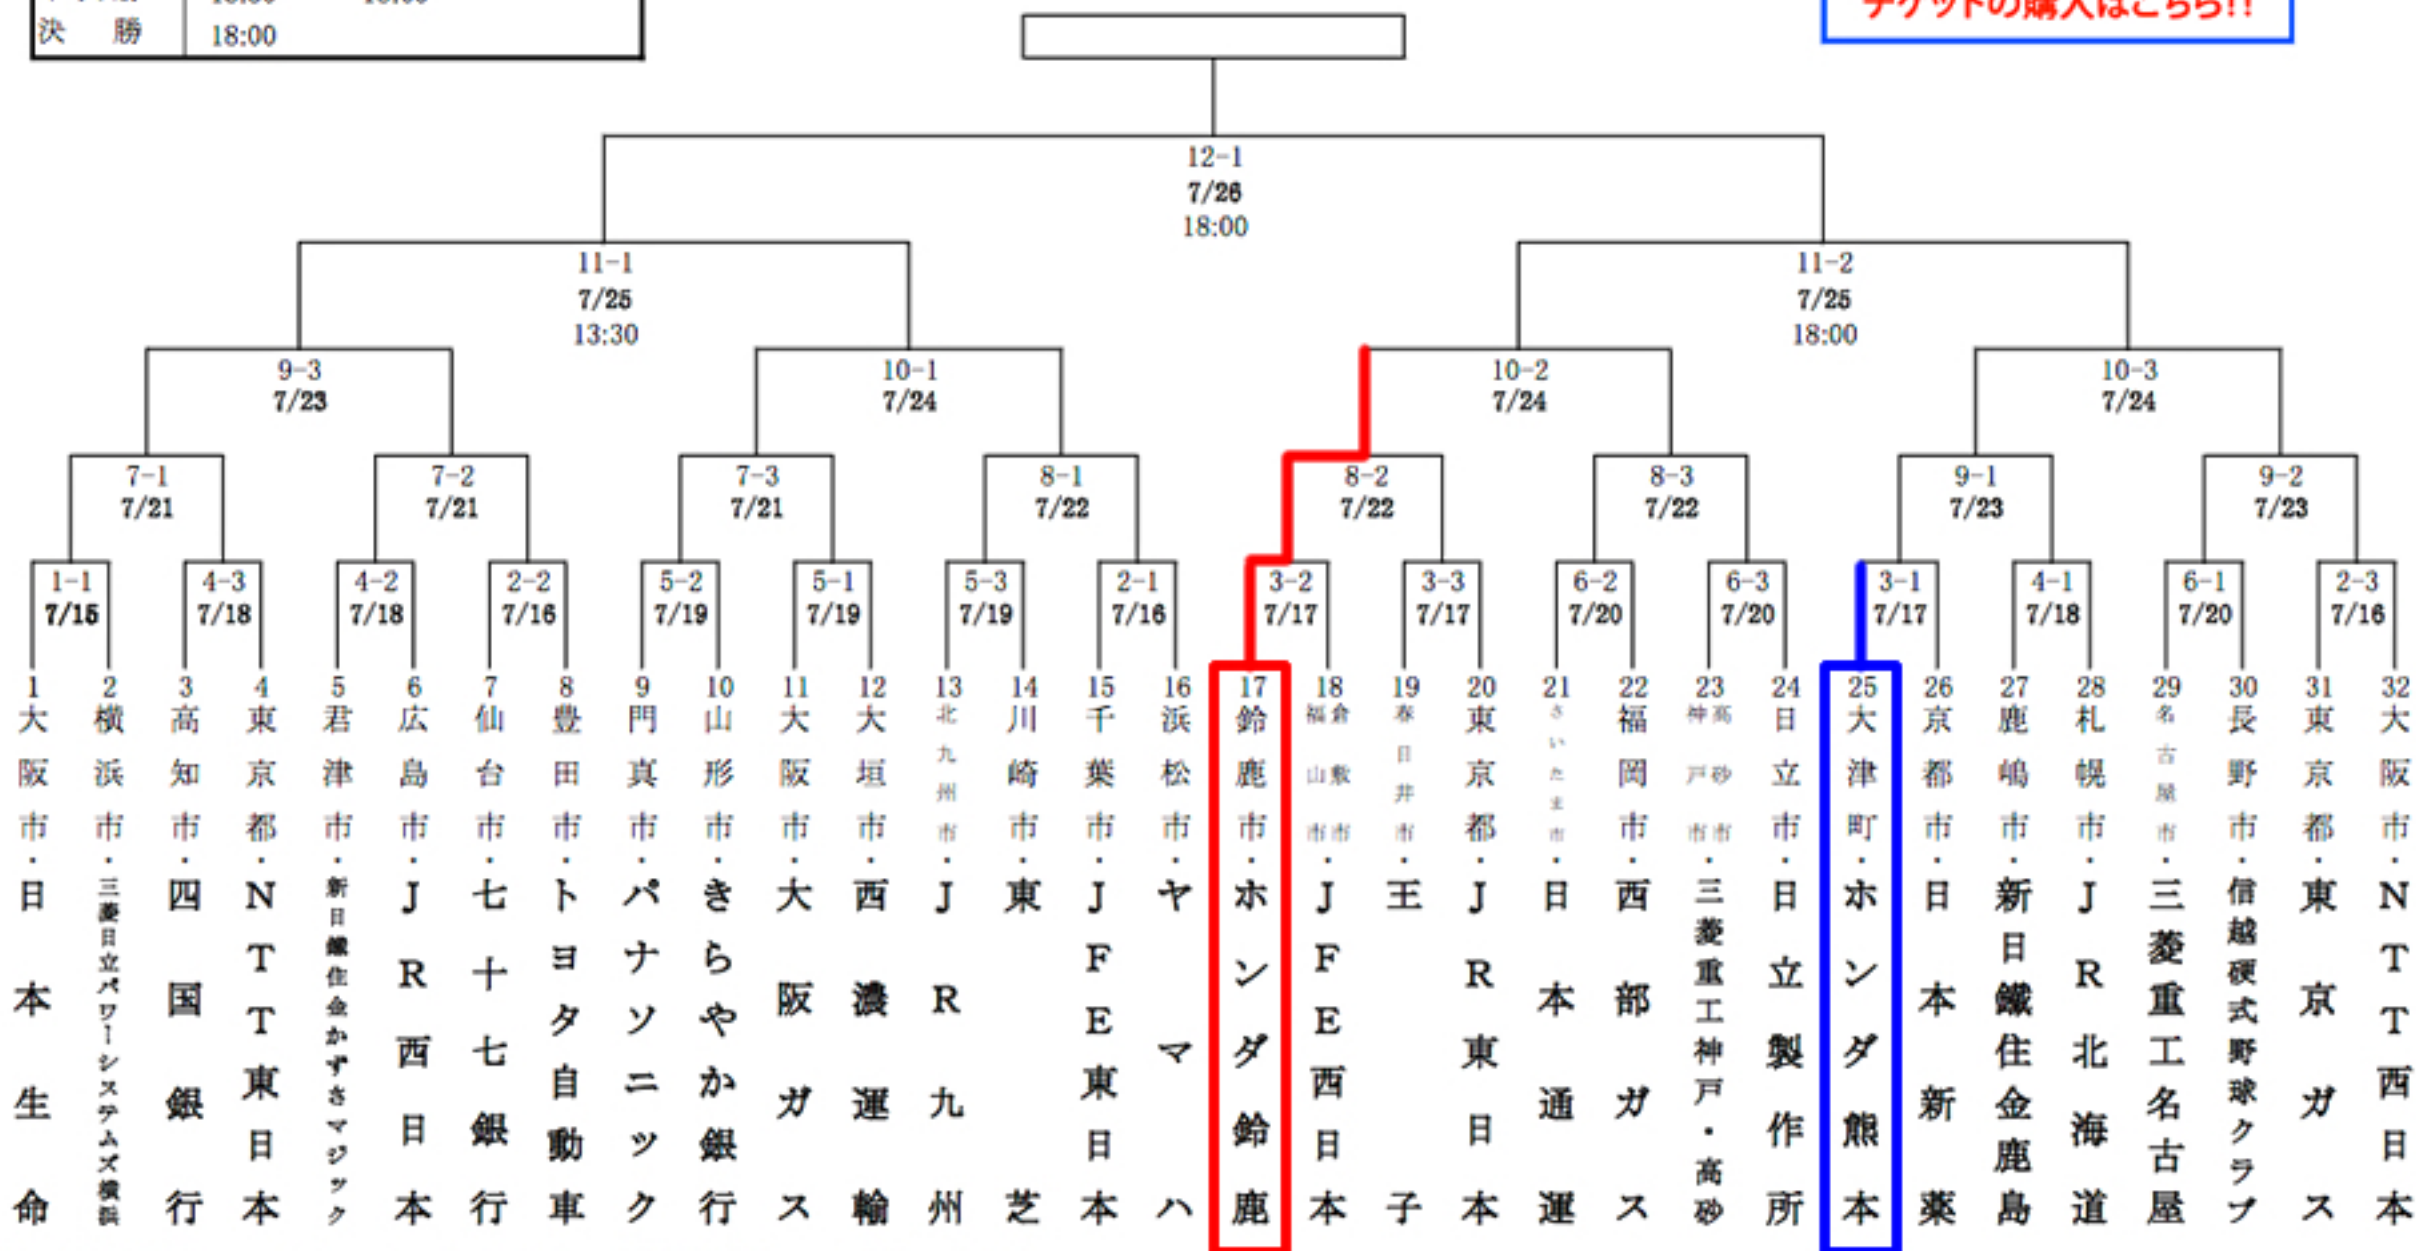 18:00
決 勝 18:00
チケットの購入はこちら!!
12-1
7/26
18:00
11-1
7/25
13:30
11-2
7/25
18:00
9-3
7/23
10-1
7/24
10-2
7/24
10-3
7/24
7-1
7/21
7-2
7/21
7-3
7/21
8-1
7/22
8-2
7/22
8-3
7/22
9-1
7/23
9-2
7/23
1-1
7/15
4-3
7/18
4-2
7/18
2-2
7/16
5-2
7/19
5-1
7/19
5-3
7/19
2-1
7/16
3-2
7/17
3-3
7/17
6-2
7/20
6-3
7/20
3-1
7/17
4-1
7/18
6-1
7/20
2-3
7/16
1 大阪市・日本生命
2 横浜市・三菱日立パワーシステムズ横浜
3 高知市・四国銀行
4 東京都・NTT東日本
5 君津市・新日鐵住金かずさマジック
6 広島市・JR西日本
7 仙台市・七十七銀行
8 豊田市・トヨタ自動車
9 門真市・パナソニック
10 山形市・きらやか銀行
11 大阪市・大阪ガス
12 大垣市・西濃運輸
13 北九州市・JR九州
14 川崎市・東芝
15 千葉市・JFE東日本
16 浜松市・ヤマハ
17 鈴鹿市・ホンダ鈴鹿
18 倉敷市福山市・JFE西日本
19 春日井市・王子
20 東京都・JR東日本
21 さいたま市・日本通運
22 福岡市・西部ガス
23 高砂市神戸市・三菱重工神戸・高砂
24 日立市・日立製作所
25 大津町・ホンダ熊本
26 京都市・日本新薬
27 鹿嶋市・新日鐵住金鹿島
28 札幌市・JR北海道
29 名古屋市・三菱重工名古屋
30 長野市・信越硬式野球クラブ
31 東京都・東京ガス
32 大阪市・NTT西日本